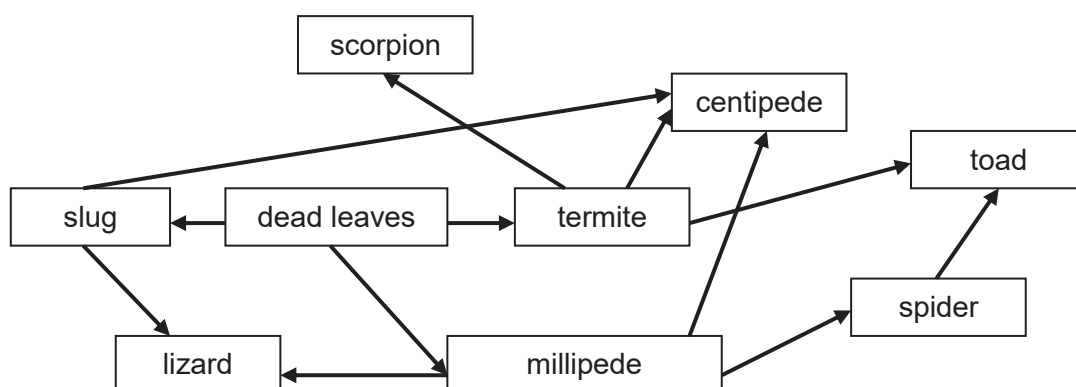 scorpion
centipede
toad
slug
dead leaves
termite
spider
lizard
millipede